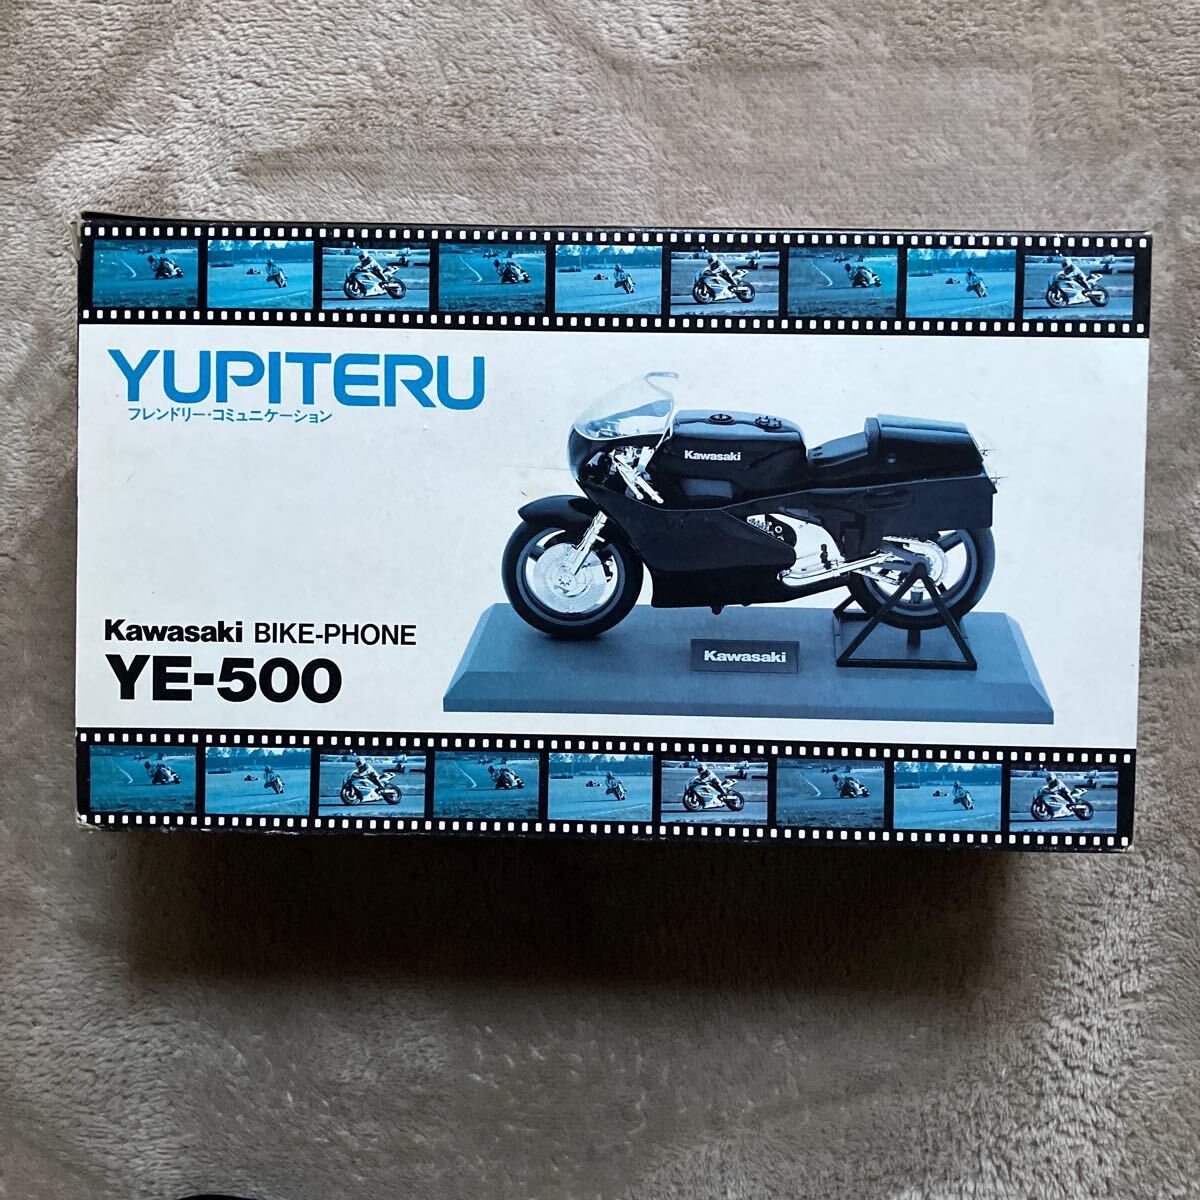 YUPITERU
フレンドリー・コミュニケーション
Kawasaki
Kawasaki BIKE-PHONE
YE-500
Kawasaki